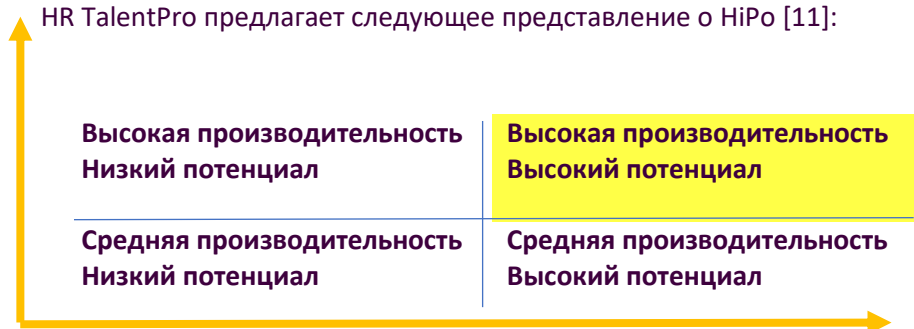 HR TalentPro предлагает следующее представление о HiPo [11]:
Высокая производительность
Низкий потенциал
Высокая производительность
Высокий потенциал
Средняя производительность
Низкий потенциал
Средняя производительность
Высокий потенциал